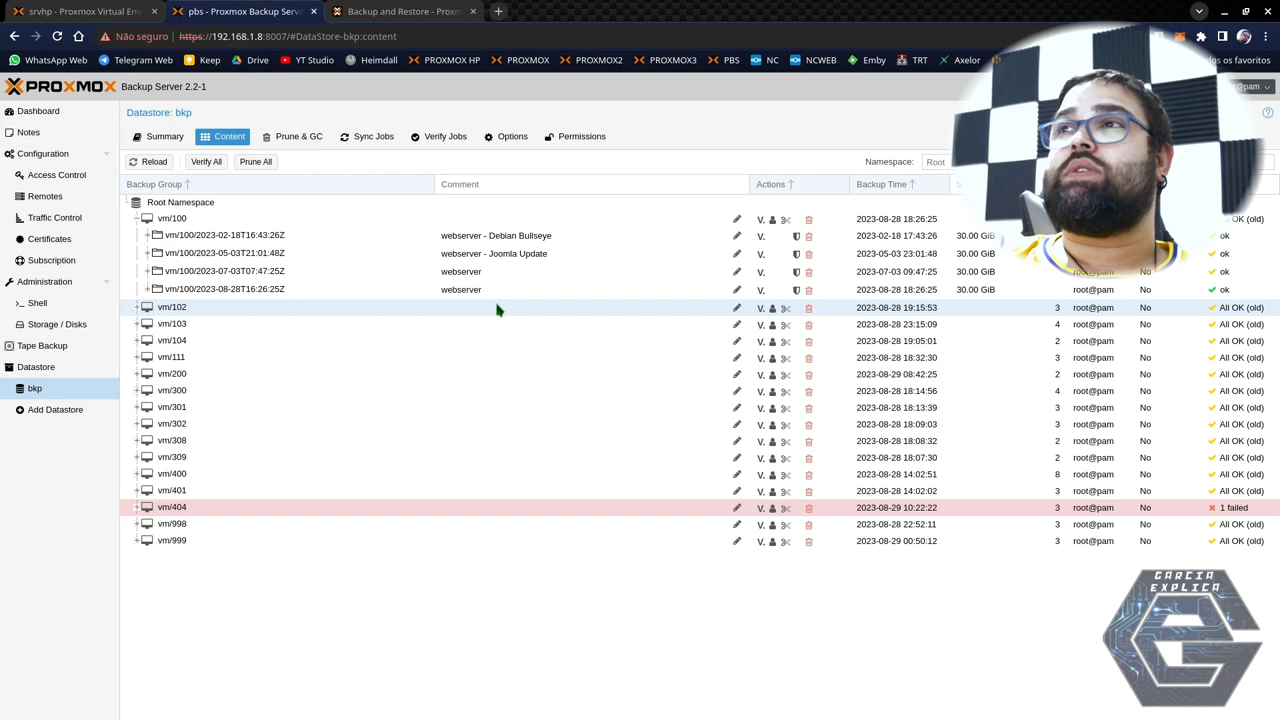 srvhp - Proxmox Virtual Env
pbs - Proxmox Backup Serve
Backup and Restore - Proxm
Não seguro
https://192.168.1.8:8007/#DataStore-bkp:content
WhatsApp Web
Telegram Web
Keep
Drive
YT Studio
Heimdall
PROXMOX HP
PROXMOX
PROXMOX2
PROXMOX3
PBS
NC
NCWEB
Emby
TRT
Axelor
os favoritos
PROXMOX Backup Server 2.2-1
@pam
Dashboard
Notes
Configuration
Access Control
Remotes
Traffic Control
Certificates
Subscription
Administration
Shell
Storage / Disks
Tape Backup
Datastore
bkp
Add Datastore
Datastore: bkp
Summary Content Prune & GC Sync Jobs Verify Jobs Options Permissions
Reload Verify All Prune All Namespace: Root
Backup Group Comment Actions Backup Time
Root Namespace
vm/100 2023-08-28 18:26:25 All OK (old)
vm/100/2023-02-18T16:43:26Z webserver - Debian Bullseye V. 2023-02-18 17:43:26 30.00 GiB ok
vm/100/2023-05-03T21:01:48Z webserver - Joomla Update V. 2023-05-03 23:01:48 30.00 GiB ok
vm/100/2023-07-03T07:47:25Z webserver V. 2023-07-03 09:47:25 30.00 GiB root@pam No ok
vm/100/2023-08-28T16:26:25Z webserver V. 2023-08-28 18:26:25 30.00 GiB root@pam No ok
vm/102 V. 2023-08-28 19:15:53 3 root@pam No All OK (old)
vm/103 V. 2023-08-28 23:15:09 4 root@pam No All OK (old)
vm/104 V. 2023-08-28 19:05:01 2 root@pam No All OK (old)
vm/111 V. 2023-08-28 18:32:30 3 root@pam No All OK (old)
vm/200 V. 2023-08-29 08:42:25 2 root@pam No All OK (old)
vm/300 V. 2023-08-28 18:14:56 4 root@pam No All OK (old)
vm/301 V. 2023-08-28 18:13:39 3 root@pam No All OK (old)
vm/302 V. 2023-08-28 18:09:03 3 root@pam No All OK (old)
vm/308 V. 2023-08-28 18:08:32 2 root@pam No All OK (old)
vm/309 V. 2023-08-28 18:07:30 2 root@pam No All OK (old)
vm/400 V. 2023-08-28 14:02:51 8 root@pam No All OK (old)
vm/401 V. 2023-08-28 14:02:02 3 root@pam No All OK (old)
vm/404 V. 2023-08-29 10:22:22 3 root@pam No 1 failed
vm/998 V. 2023-08-28 22:52:11 3 root@pam No All OK (old)
vm/999 V. 2023-08-29 00:50:12 3 root@pam No All OK (old)
GARCIA
EXPLICA